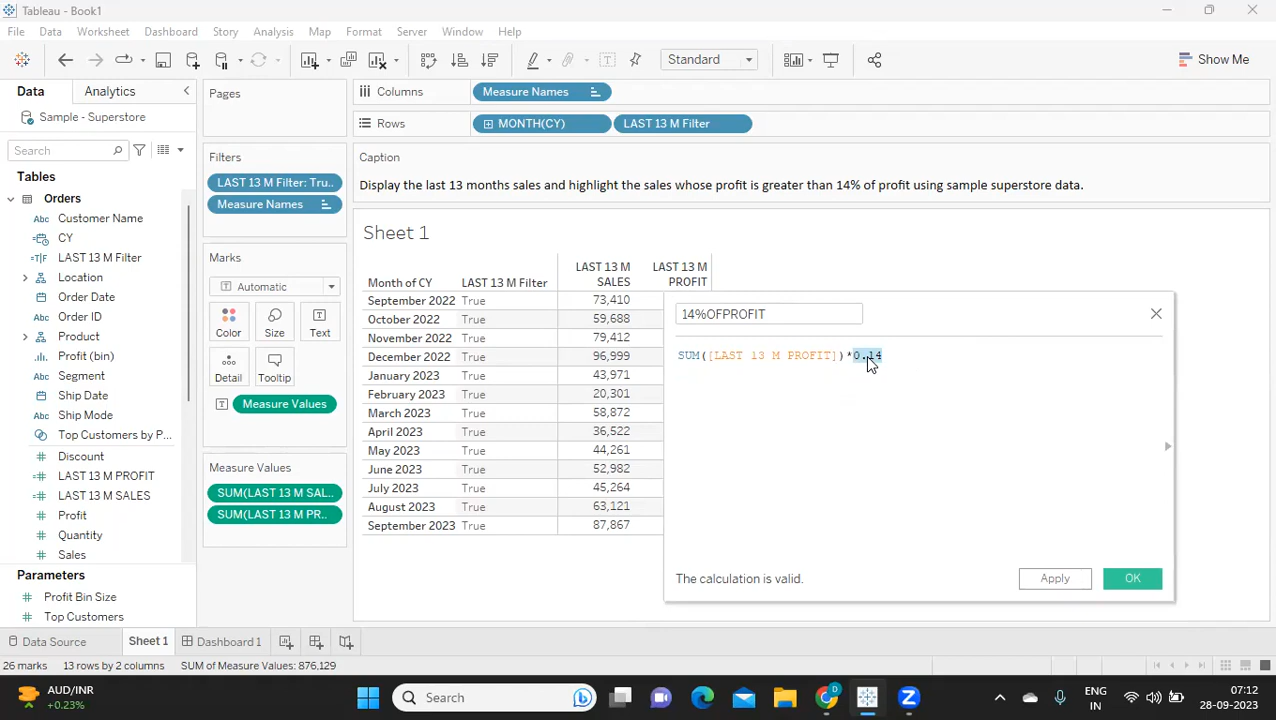 Tableau - Book1
File Data Worksheet Dashboard Story Analysis Map Format Server Window Help
Standard
Show Me
Data Analytics
Sample - Superstore
Search
Tables
Orders
Abc Customer Name
CY
=T|F LAST 13 M Filter
Location
Order Date
Abc Order ID
Product
Profit (bin)
Abc Segment
Ship Date
Abc Ship Mode
Top Customers by P...
Discount
LAST 13 M PROFIT
LAST 13 M SALES
Profit
Quantity
Sales
Parameters
Profit Bin Size
Top Customers
Pages
Filters
LAST 13 M Filter: Tru..
Measure Names
Marks
Automatic
Color Size Text
Detail Tooltip
Measure Values
Measure Values
SUM(LAST 13 M SAL..
SUM(LAST 13 M PR..
Columns Measure Names
Rows MONTH(CY) LAST 13 M Filter
Caption
Display the last 13 months sales and highlight the sales whose profit is greater than 14% of profit using sample superstore data.
Sheet 1
LAST 13 M LAST 13 M
Month of CY LAST 13 M Filter SALES PROFIT
September 2022 True 73,410
October 2022 True 59,688
November 2022 True 79,412
December 2022 True 96,999
January 2023 True 43,971
February 2023 True 20,301
March 2023 True 58,872
April 2023 True 36,522
May 2023 True 44,261
June 2023 True 52,982
July 2023 True 45,264
August 2023 True 63,121
September 2023 True 87,867
14%OFPROFIT
SUM([LAST 13 M PROFIT])*0.14
The calculation is valid.
Apply OK
Data Source Sheet 1 Dashboard 1
26 marks 13 rows by 2 columns SUM of Measure Values: 876,129
AUD/INR
+0.23%
Search
ENG
IN
07:12
28-09-2023